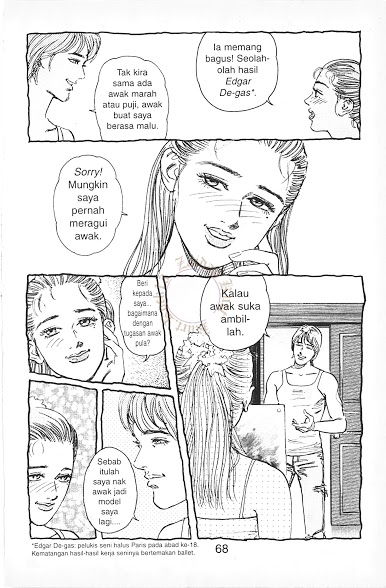 Ia memang
bagus! Seolah-
olah hasil
Edgar
De-gas*.
Tak kira
sama ada
awak marah
atau puji, awak
buat saya
berasa malu.
Sorry!
Mungkin
saya
pernah
meragui
awak.
Kalau
awak suka
ambil-
lah.
Beri
kepada
saya...
bagaimana
dengan
tugasan awak
pula?
Sebab
itulah
saya nak
awak jadi
model
saya
lagi....
*Edgar De-gas: pelukis seni halus Paris pada abad ke-18.
Kematangan hasil-hasil kerja seninya bertemakan ballet.
68